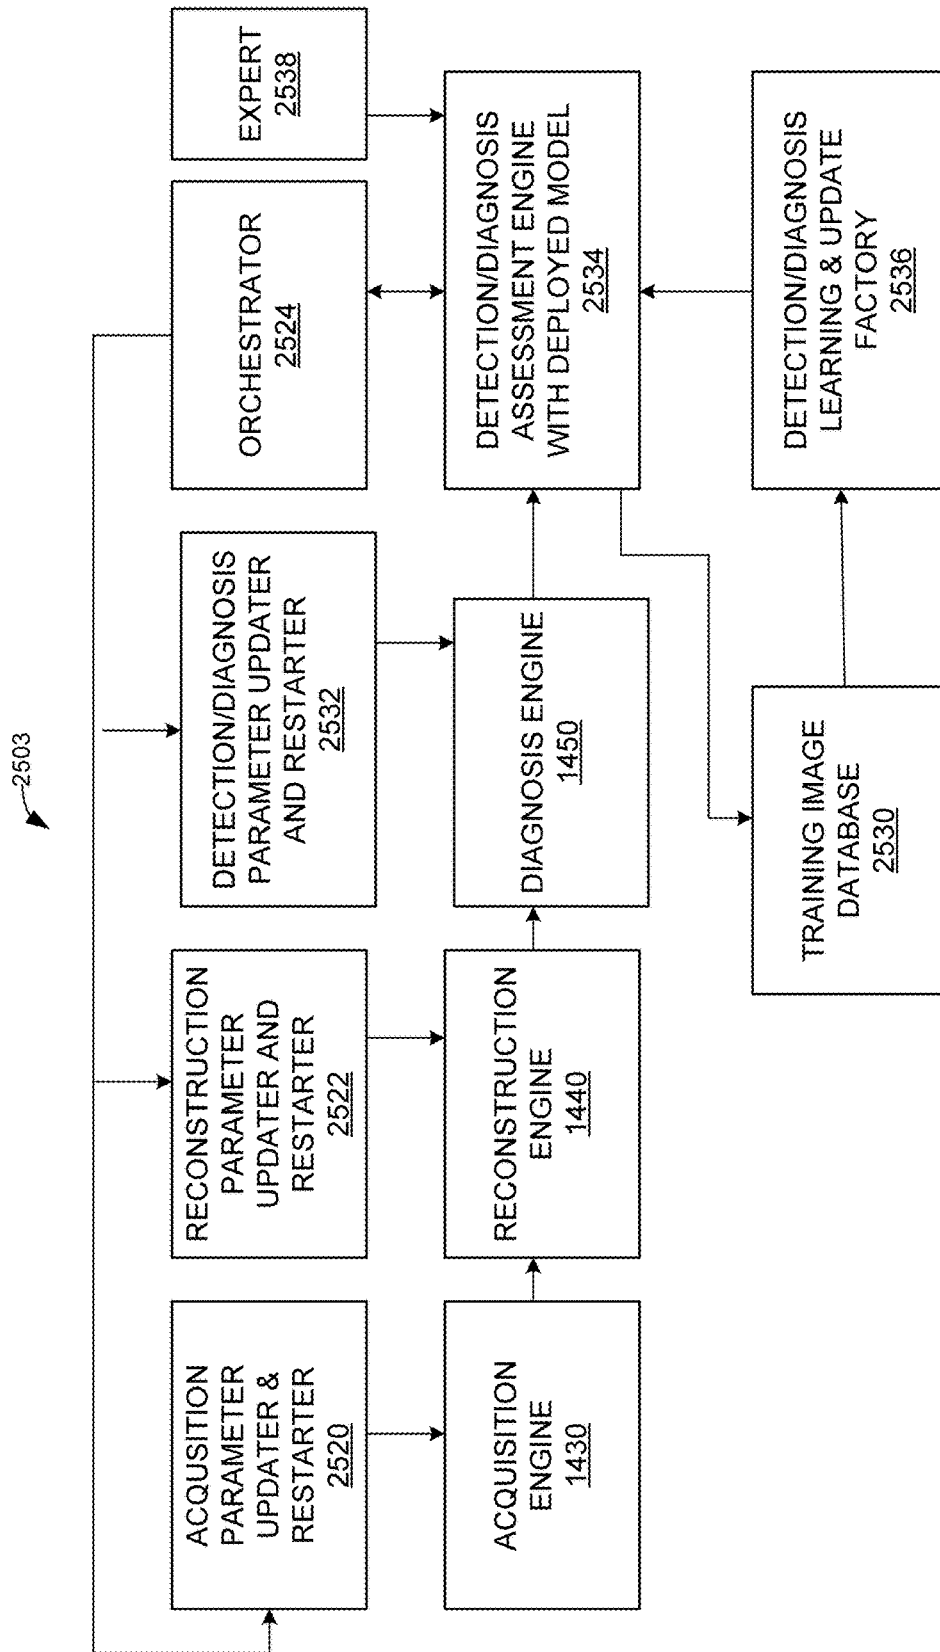 2503
ACQUSITION
PARAMETER
UPDATER &
RESTARTER
2520
RECONSTRUCTION
PARAMETER
UPDATER AND
RESTARTER
2522
DETECTION/DIAGNOSIS
PARAMETER UPDATER
AND RESTARTER
2532
ORCHESTRATOR
2524
EXPERT
2538
ACQUISITION
ENGINE
1430
RECONSTRUCTION
ENGINE
1440
DIAGNOSIS ENGINE
1450
DETECTION/DIAGNOSIS
ASSESSMENT ENGINE
WITH DEPLOYED MODEL
2534
TRAINING IMAGE
DATABASE
2530
DETECTION/DIAGNOSIS
LEARNING & UPDATE
FACTORY
2536